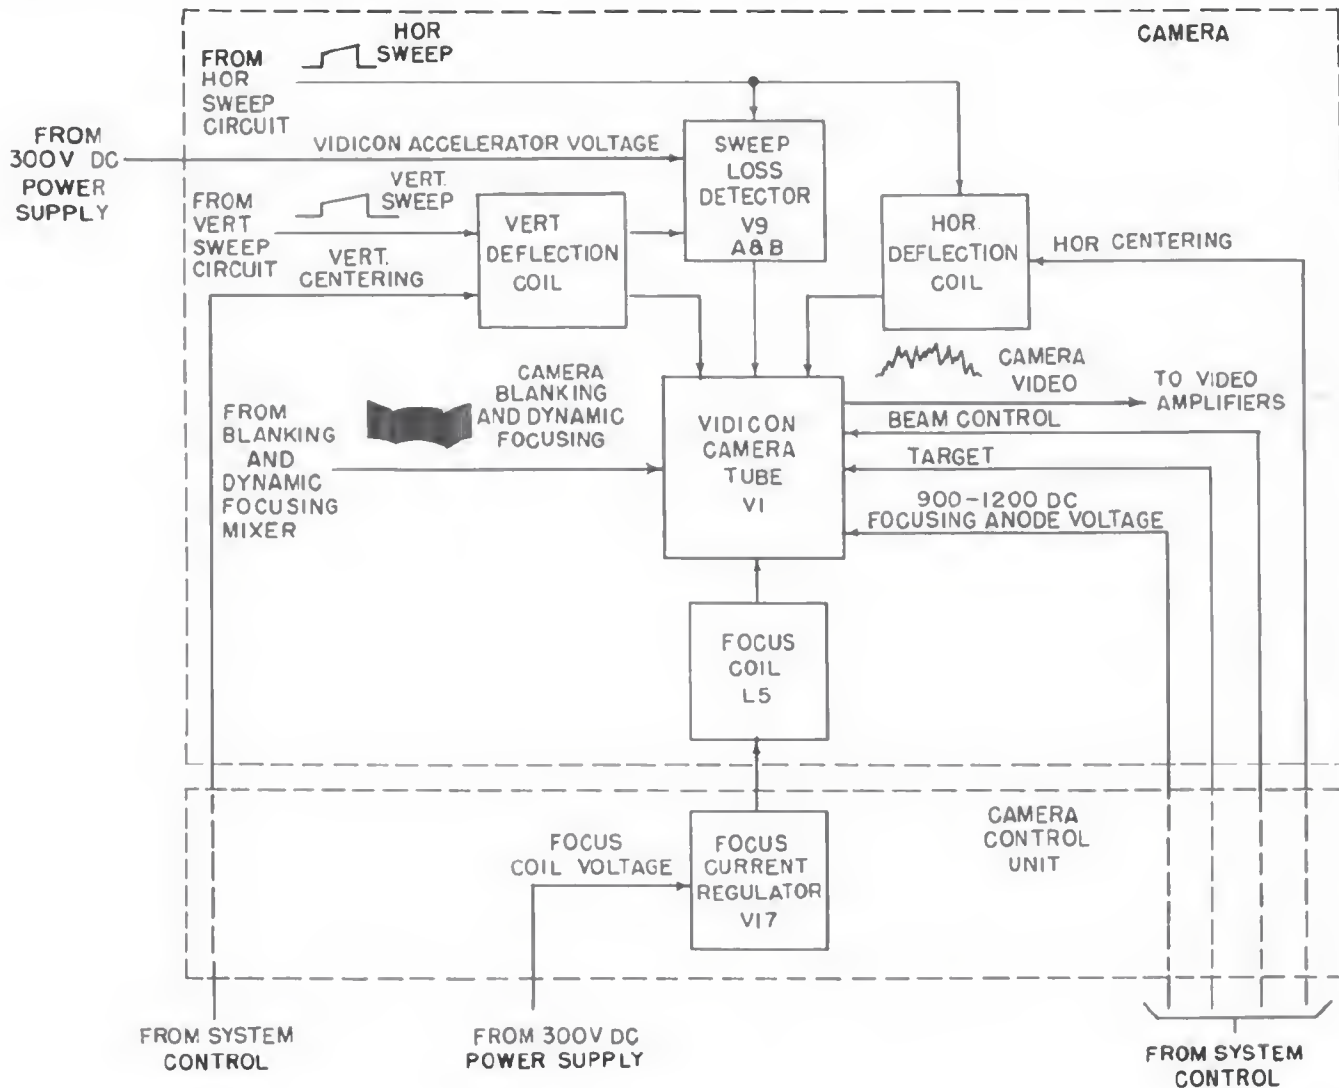 HOR
SWEEP
CAMERA
FROM
HOR
SWEEP
CIRCUIT
FROM
300V DC
POWER
SUPPLY
VIDICON ACCELERATOR VOLTAGE
SWEEP
LOSS
DETECTOR
V9
A&B
VERT.
SWEEP
FROM
VERT
SWEEP
CIRCUIT
VERT
DEFLECTION
COIL
HOR.
DEFLECTION
COIL
HOR CENTERING
VERT.
CENTERING
CAMERA
VIDEO
TO VIDEO
AMPLIFIERS
CAMERA
BLANKING
AND DYNAMIC
FOCUSING
FROM
BLANKING
AND
DYNAMIC
FOCUSING
MIXER
VIDICON
CAMERA
TUBE
V1
BEAM CONTROL
TARGET
900-1200 DC
FOCUSING ANODE VOLTAGE
FOCUS
COIL
L5
CAMERA
CONTROL
UNIT
FOCUS
COIL VOLTAGE
FOCUS
CURRENT
REGULATOR
V17
FROM SYSTEM
CONTROL
FROM 300V DC
POWER SUPPLY
FROM SYSTEM
CONTROL